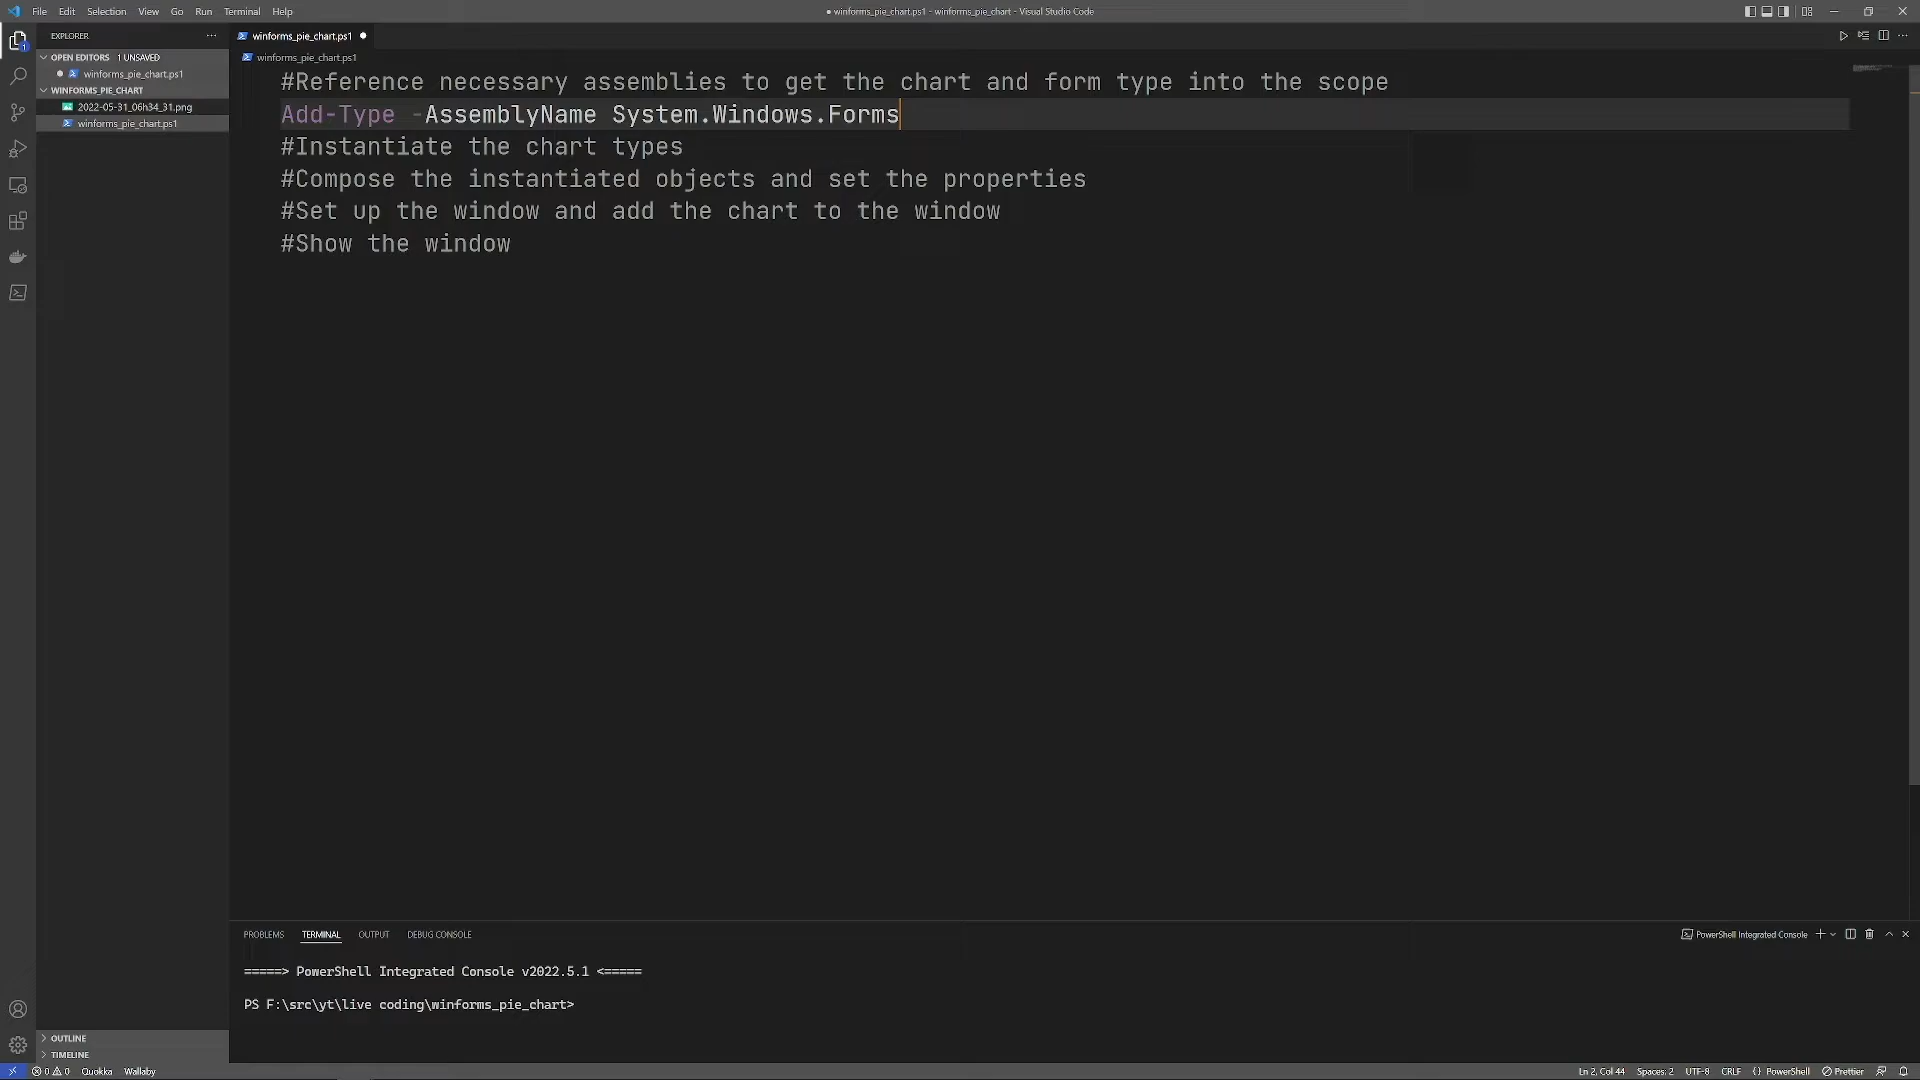 File Edit Selection View Go Run Terminal Help
● winforms_pie_chart.ps1 - winforms_pie_chart - Visual Studio Code
EXPLORER
OPEN EDITORS 1 UNSAVED
winforms_pie_chart.ps1
WINFORMS_PIE_CHART
2022-05-31_06h34_31.png
winforms_pie_chart.ps1
1
winforms_pie_chart.ps1
winforms_pie_chart.ps1
#Reference necessary assemblies to get the chart and form type into the scope
Add-Type -AssemblyName System.Windows.Forms
#Instantiate the chart types
#Compose the instantiated objects and set the properties
#Set up the window and add the chart to the window
#Show the window
PROBLEMS TERMINAL OUTPUT DEBUG CONSOLE
PowerShell Integrated Console
=====> PowerShell Integrated Console v2022.5.1 <=====
PS F:\src\yt\live coding\winforms_pie_chart>
OUTLINE
TIMELINE
0 0 Quokka Wallaby
Ln 2, Col 44 Spaces: 2 UTF-8 CRLF {} PowerShell Prettier